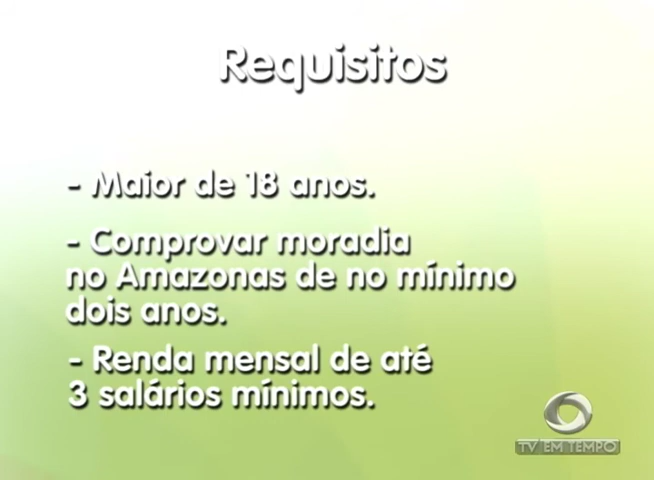 Requisitos
- Maior de 18 anos.
- Comprovar moradia
no Amazonas de no mínimo
dois anos.
- Renda mensal de até
3 salários mínimos.
TV EM TEMPO